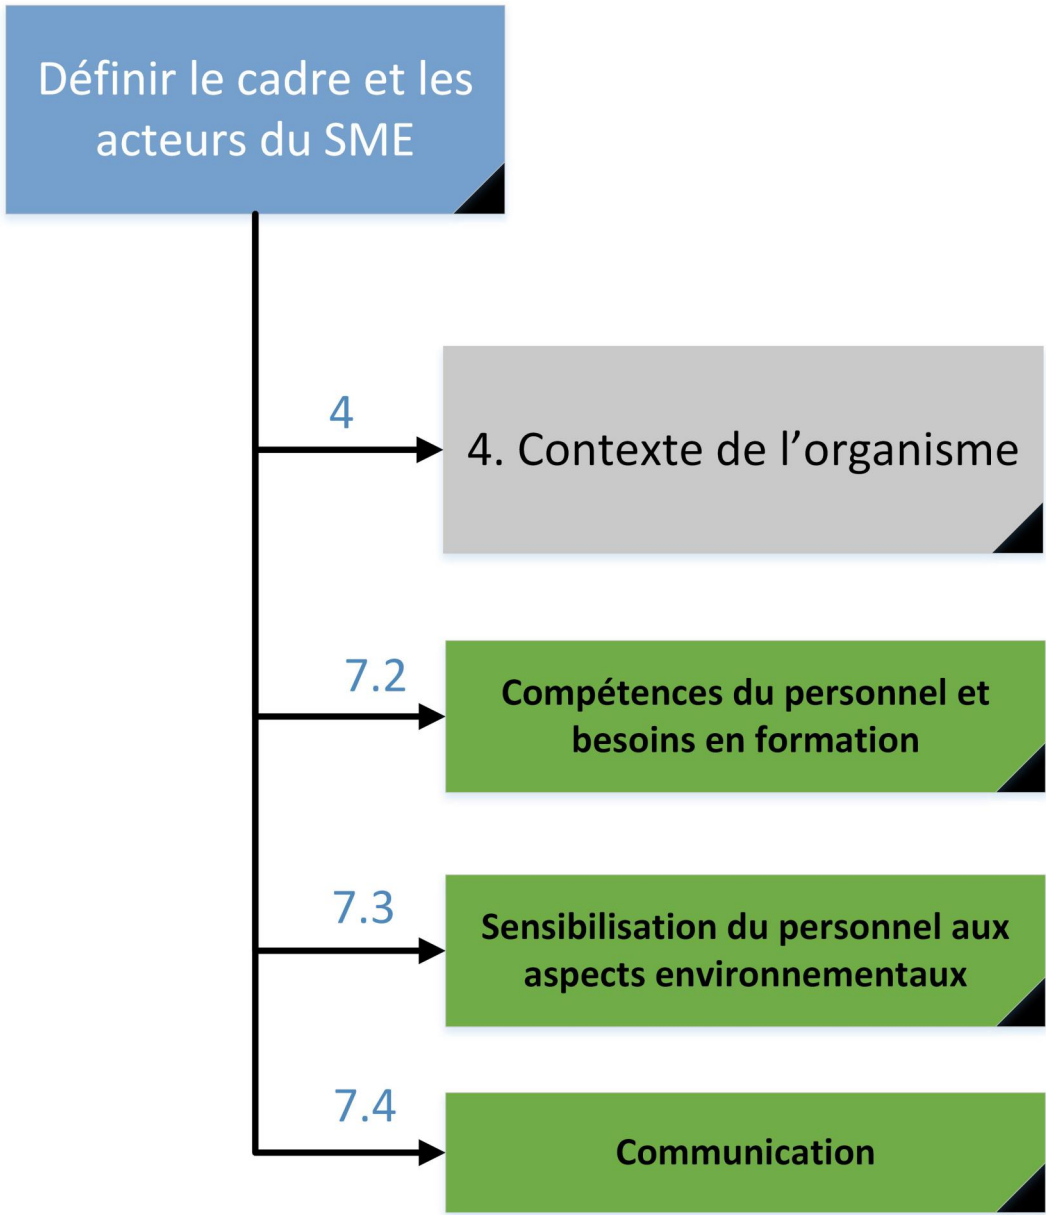 Définir le cadre et les
acteurs du SME
4
4. Contexte de l’organisme
7.2
Compétences du personnel et
besoins en formation
7.3
Sensibilisation du personnel aux
aspects environnementaux
7.4
Communication